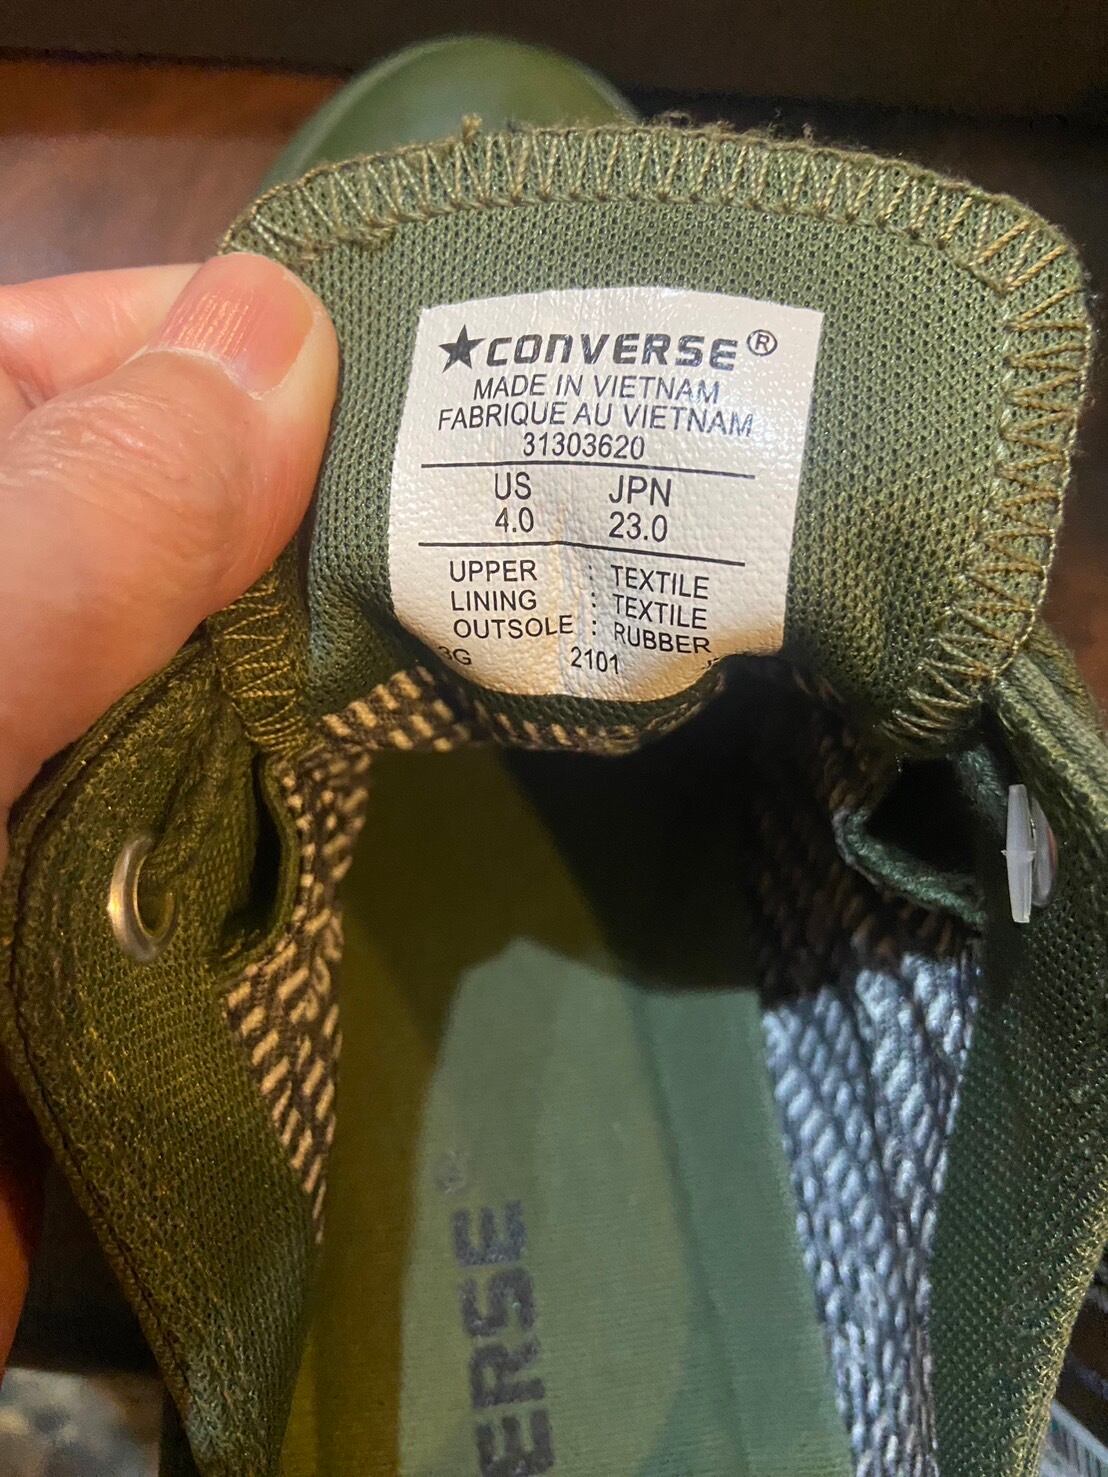 ★CONVERSE®
MADE IN VIETNAM
FABRIQUE AU VIETNAM
31303620
US JPN
4.0 23.0
UPPER : TEXTILE
LINING : TEXTILE
OUTSOLE : RUBBER
3G 2101
ERSE®